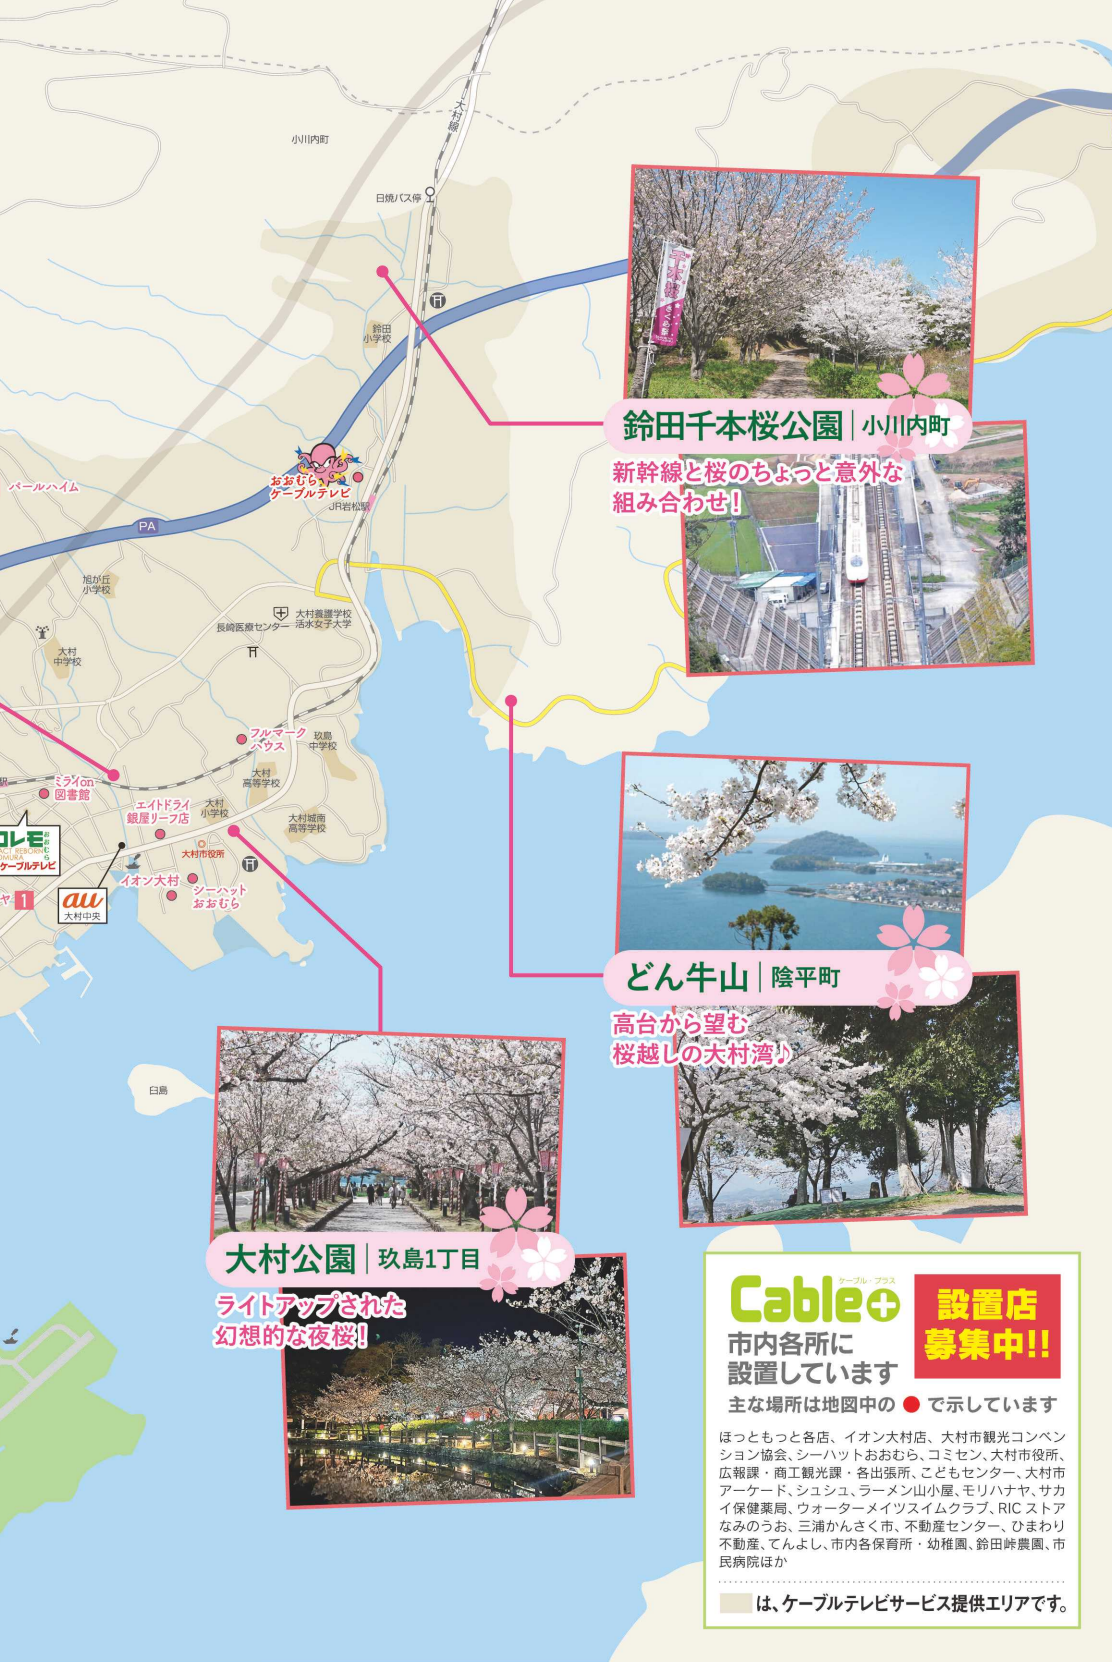 大村線
小川内町
日焼バス停
鈴田
小学校
千本桜
鈴田千本桜公園 小川内町
新幹線と桜のちょっと意外な
組み合わせ!
おおむら
ケーブルテレビ
JR岩松駅
パールハイム
PA
旭が丘
小学校
大村
中学校
長崎医療センター
大村養護学校
活水女子大学
フルマーク
ハウス
玖島
中学校
大村
高等学校
ミライon
図書館
エイトドライ
銀屋リーフ店
大村
小学校
大村城南
高等学校
大村市役所
コレモ
おおむら
ACT REBORN
OMURA
ケーブルテレビ
イオン大村
シーハット
おおむら
ヤ 1
au
大村中央
どん牛山 陰平町
高台から望む
桜越しの大村湾♪
臼島
大村公園 玖島1丁目
ライトアップされた
幻想的な夜桜!
ケーブル・プラス
Cable+
設置店
募集中!!
市内各所に
設置しています
主な場所は地図中の ● で示しています
ほっともっと各店、イオン大村店、大村市観光コンベン
ション協会、シーハットおおむら、コミセン、大村市役所、
広報課・商工観光課・各出張所、こどもセンター、大村市
アーケード、シュシュ、ラーメン山小屋、モリハナヤ、サカ
イ保健薬局、ウォーターメイツスイムクラブ、RIC ストア
なみのうお、三浦かんさく市、不動産センター、ひまわり
不動産、てんよし、市内各保育所・幼稚園、鈴田峠農園、市
民病院ほか
は、ケーブルテレビサービス提供エリアです。